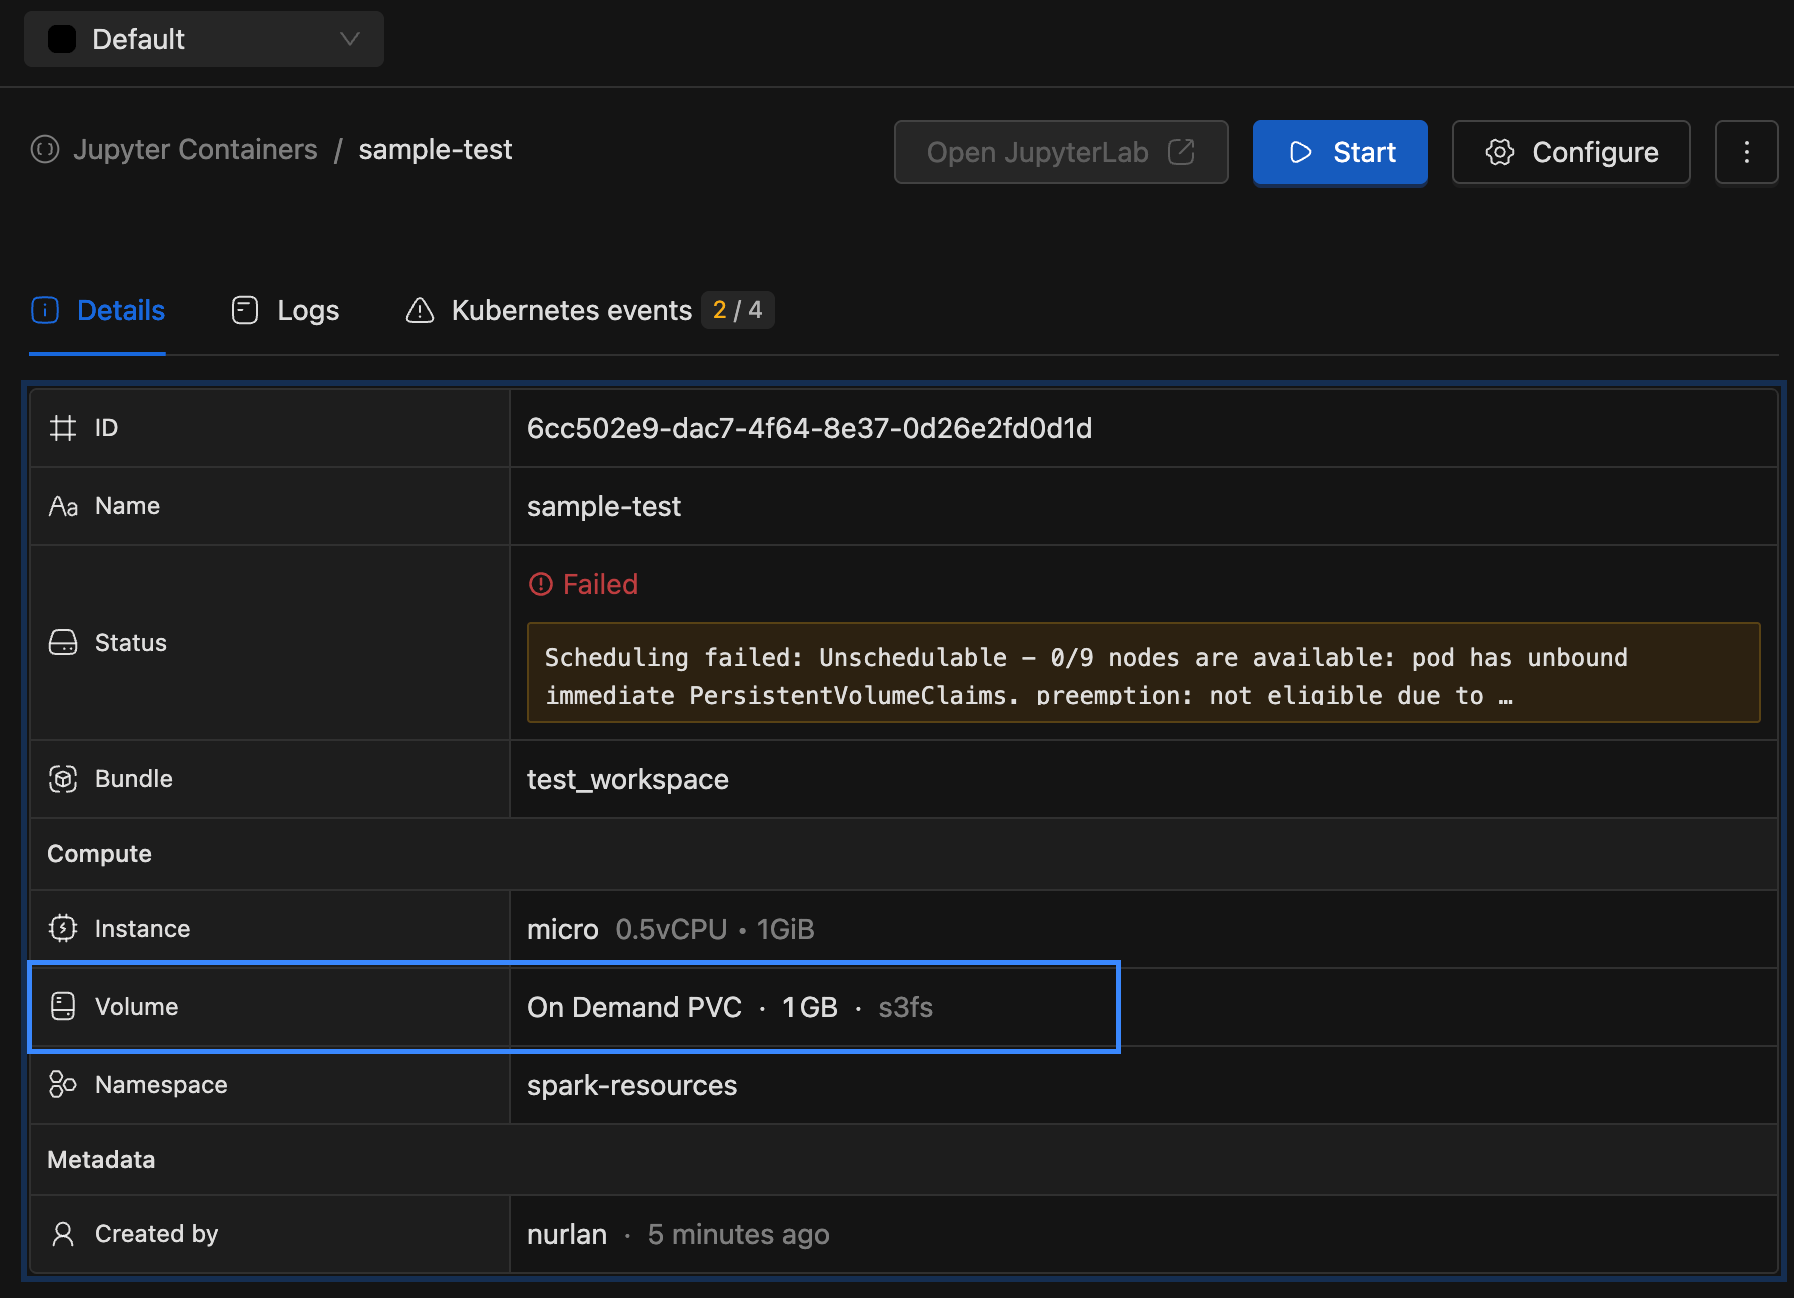 Default
Jupyter Containers / sample-test
Open JupyterLab
Start
Configure
Details
Logs
Kubernetes events 2 / 4
ID
6cc502e9-dac7-4f64-8e37-0d26e2fd0d1d
Aa Name
sample-test
Status
Failed
Scheduling failed: Unschedulable – 0/9 nodes are available: pod has unbound
immediate PersistentVolumeClaims. preemption: not eligible due to …
Bundle
test_workspace
Compute
Instance
micro 0.5vCPU • 1GiB
Volume
On Demand PVC · 1 GB · s3fs
Namespace
spark-resources
Metadata
Created by
nurlan · 5 minutes ago